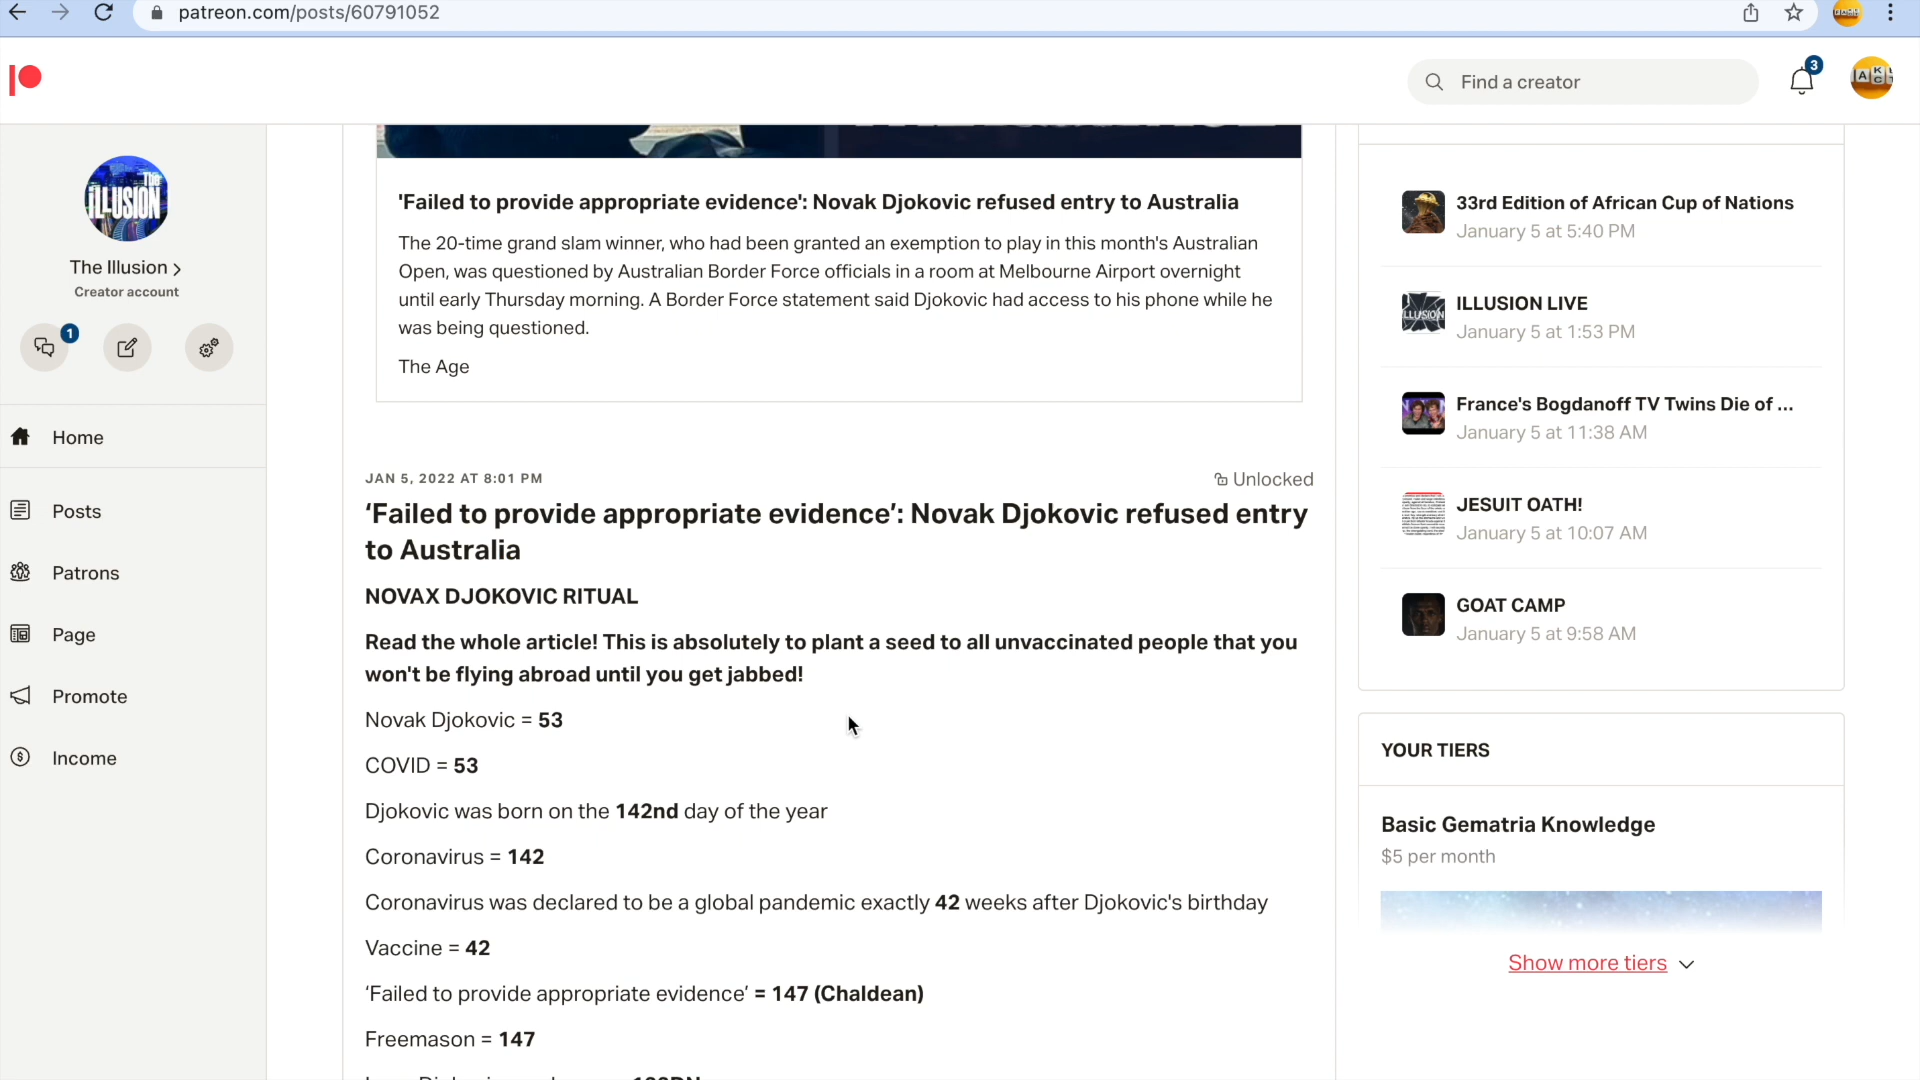 patreon.com/posts/60791052
Find a creator
3
The Illusion
Creator account
1
Home
Posts
Patrons
Page
Promote
Income
'Failed to provide appropriate evidence': Novak Djokovic refused entry to Australia
The 20-time grand slam winner, who had been granted an exemption to play in this month's Australian
Open, was questioned by Australian Border Force officials in a room at Melbourne Airport overnight
until early Thursday morning. A Border Force statement said Djokovic had access to his phone while he
was being questioned.
The Age
JAN 5, 2022 AT 8:01 PM
Unlocked
‘Failed to provide appropriate evidence’: Novak Djokovic refused entry
to Australia
NOVAX DJOKOVIC RITUAL
Read the whole article! This is absolutely to plant a seed to all unvaccinated people that you
won't be flying abroad until you get jabbed!
Novak Djokovic = 53
COVID = 53
Djokovic was born on the 142nd day of the year
Coronavirus = 142
Coronavirus was declared to be a global pandemic exactly 42 weeks after Djokovic's birthday
Vaccine = 42
‘Failed to provide appropriate evidence’ = 147 (Chaldean)
Freemason = 147
33rd Edition of African Cup of Nations
January 5 at 5:40 PM
ILLUSION LIVE
January 5 at 1:53 PM
France's Bogdanoff TV Twins Die of ...
January 5 at 11:38 AM
JESUIT OATH!
January 5 at 10:07 AM
GOAT CAMP
January 5 at 9:58 AM
YOUR TIERS
Basic Gematria Knowledge
$5 per month
Show more tiers